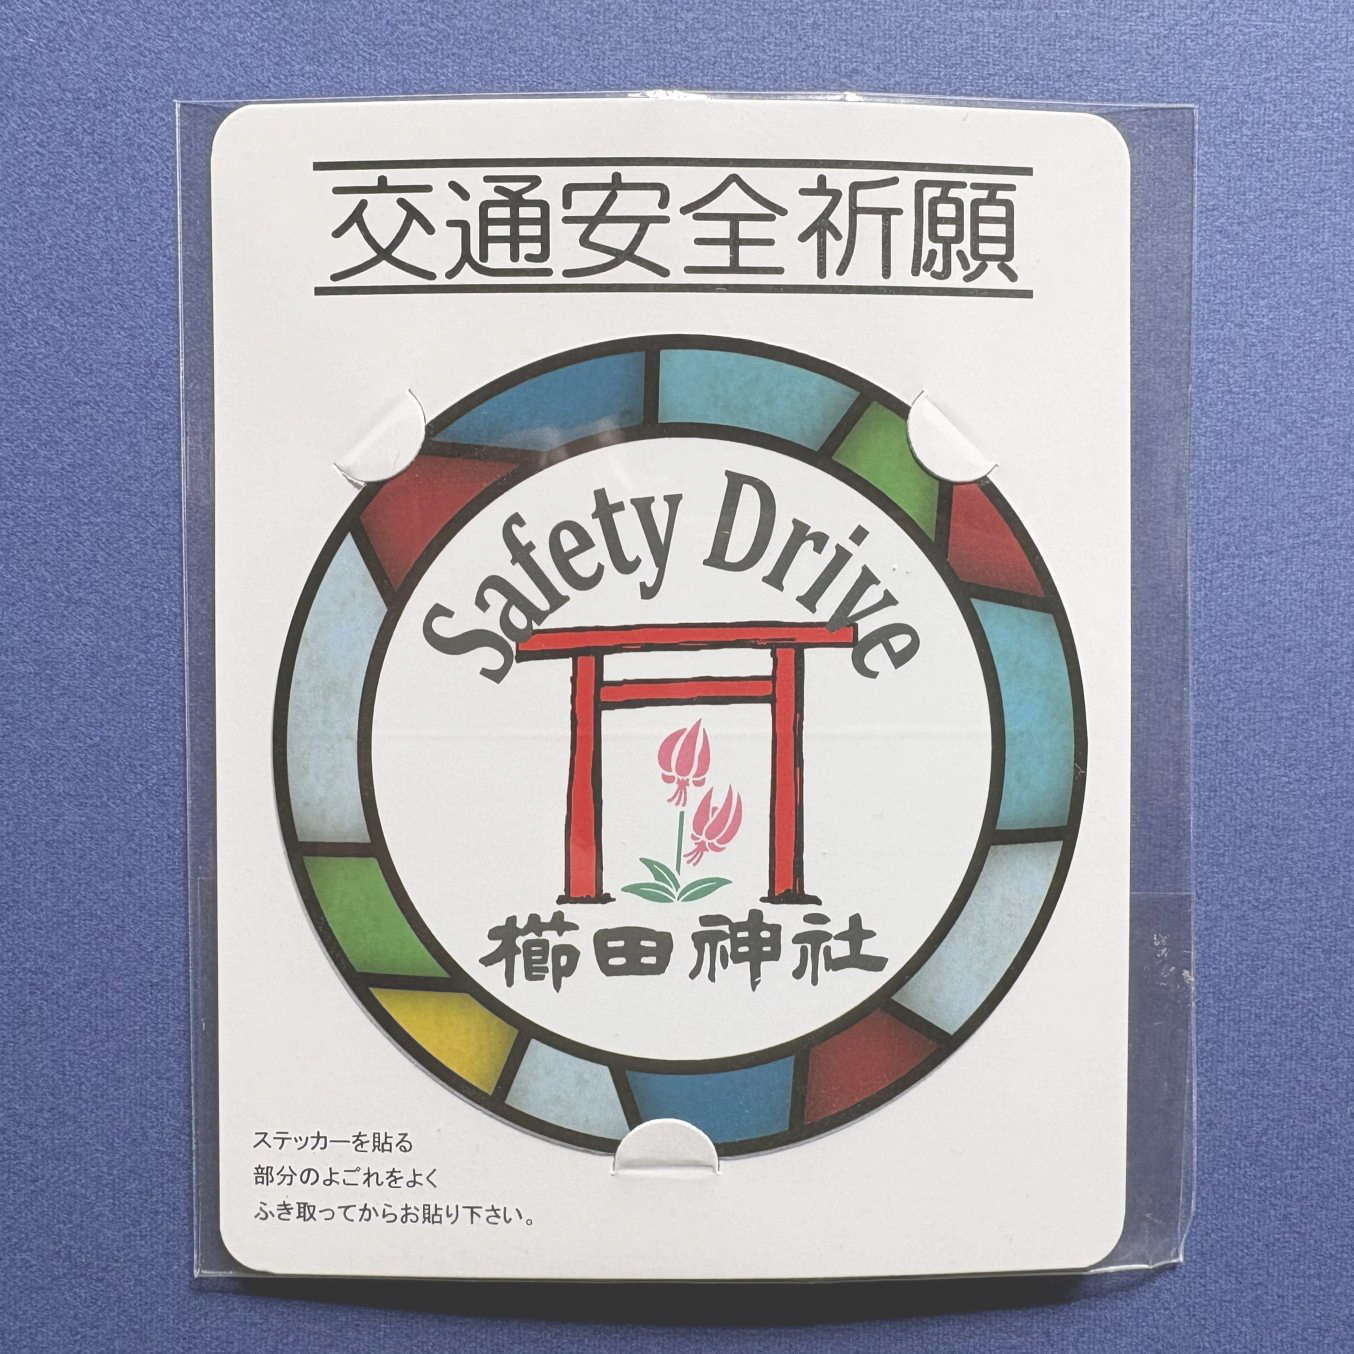 交通安全祈願
Safety Drive
櫛田神社
ステッカーを貼る
部分のよごれをよく
ふき取ってからお貼り下さい。